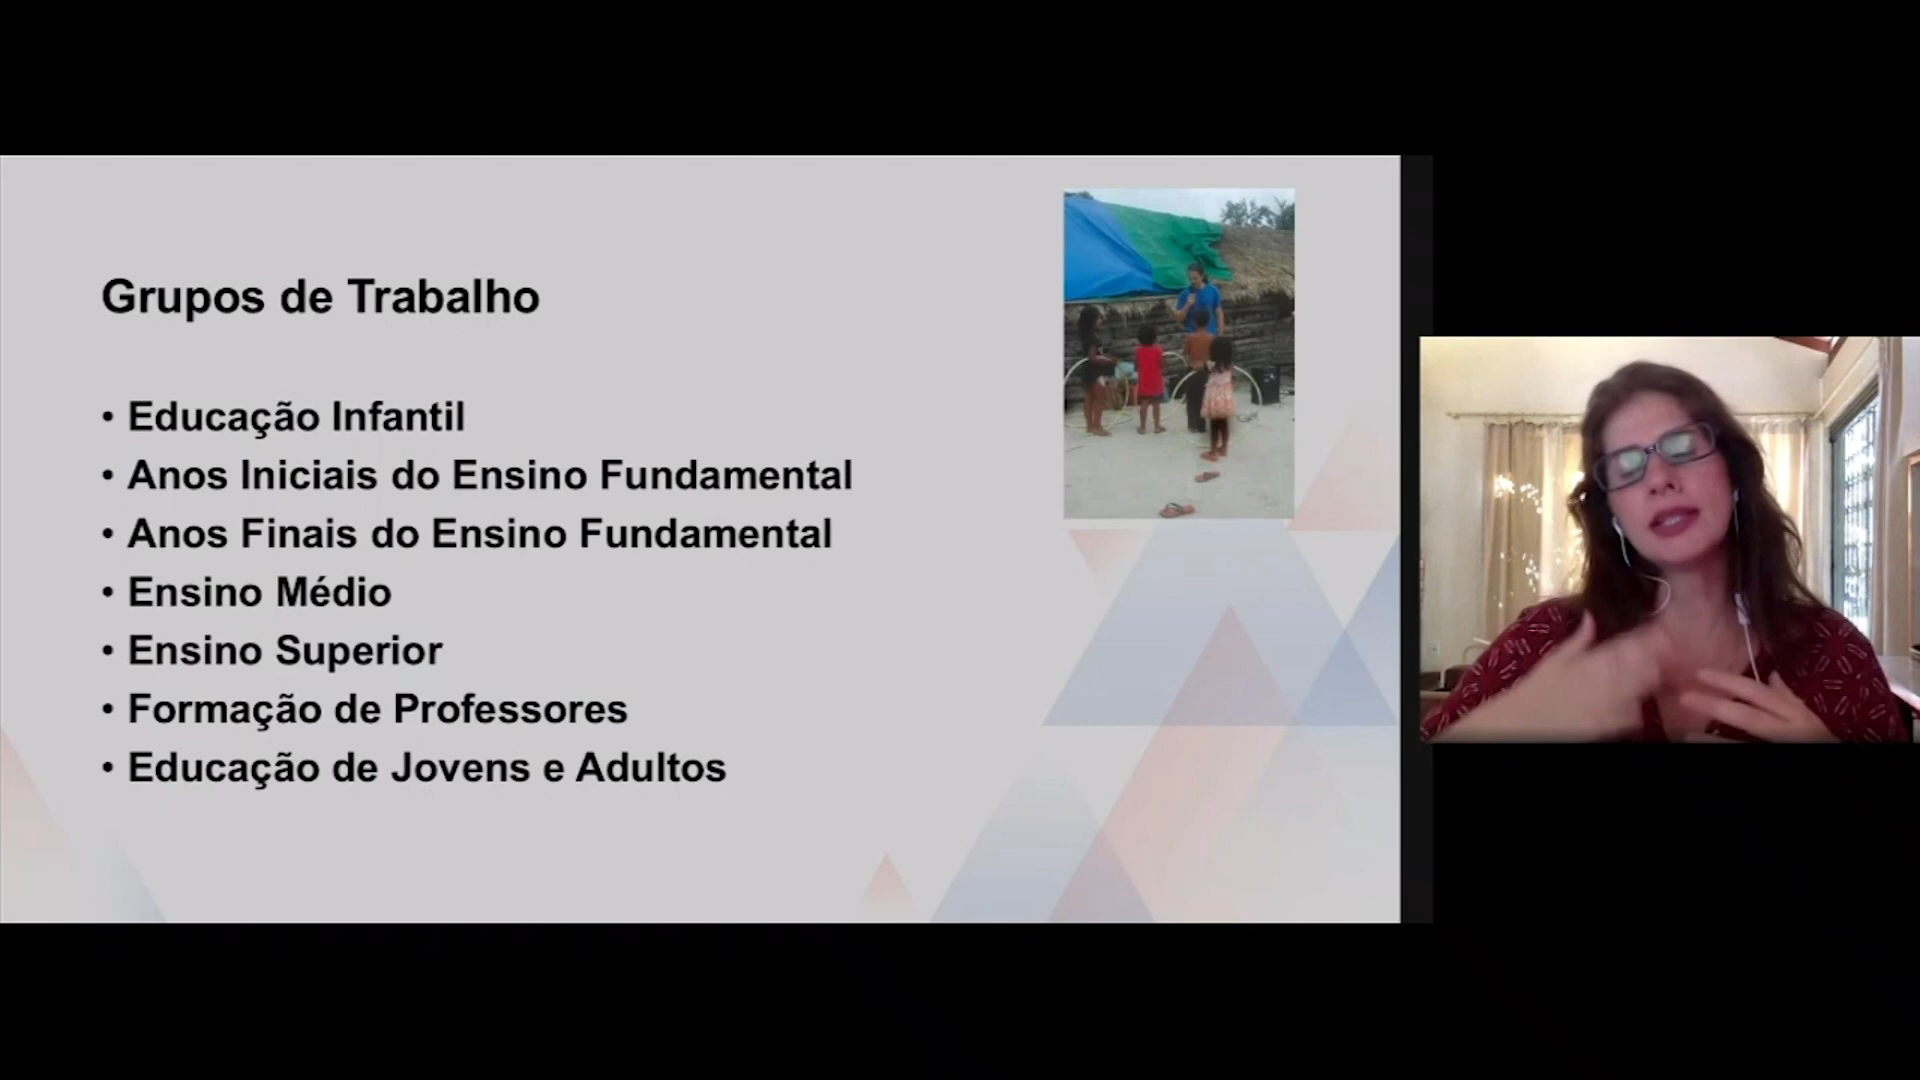 Grupos de Trabalho
• Educação Infantil
• Anos Iniciais do Ensino Fundamental
• Anos Finais do Ensino Fundamental
• Ensino Médio
• Ensino Superior
• Formação de Professores
• Educação de Jovens e Adultos